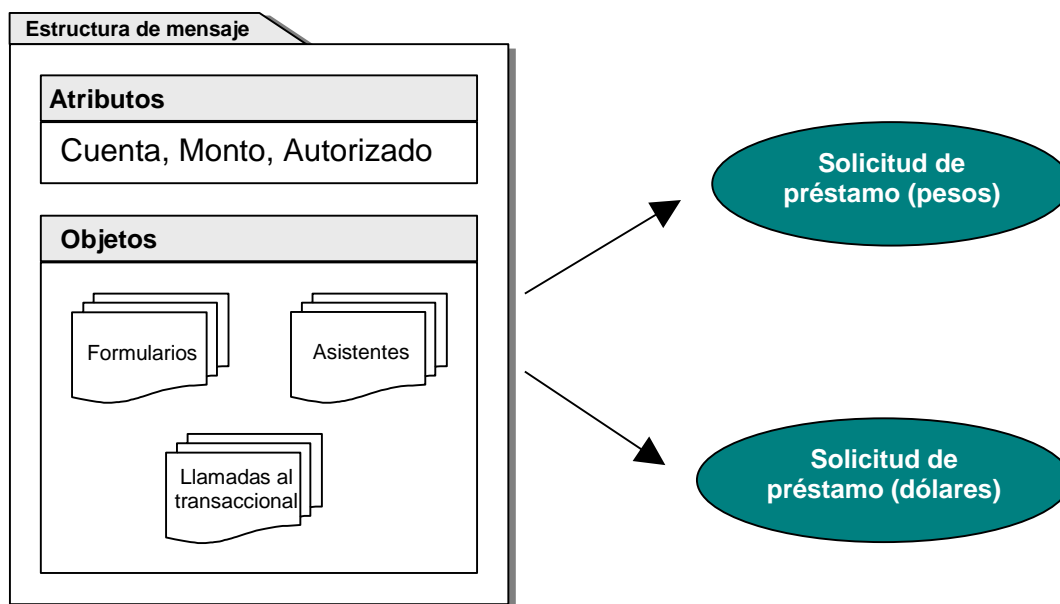 Estructura de mensaje
Atributos
Cuenta, Monto, Autorizado
Objetos
Formularios
Asistentes
Llamadas al
transaccional
Solicitud de
préstamo (pesos)
Solicitud de
préstamo (dólares)